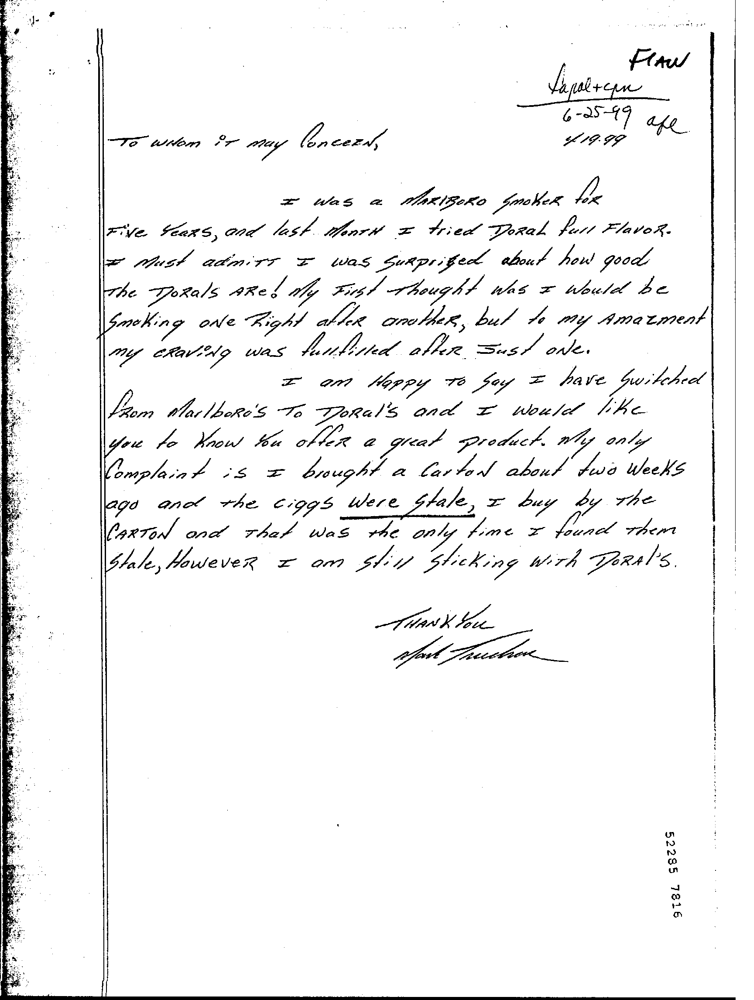 FLAW
6-25-99
$19.99
To whom it may Concern,
I was a Marlboro Smoker for
Five Years, and last Month I tried Doral full Flavor.
I must admitt I was Surprized about how good
The Dorals Are! My First thought was I would be
Smoking one Right after another, but to my Amazment
my craving was fullfilled after Just one.
I am Happy To Say I have Switched
from Marlboro's To Doral's and I would like
you to Know You offer a great product. My only
Complaint is I brought a Carton about two Weeks
ago and the ciggs Were Stale, I buy by The
CARTON and That was the only time I found Them
Stale, However I am Still Sticking With Doral's.
Thank You
Mark
52285 7816